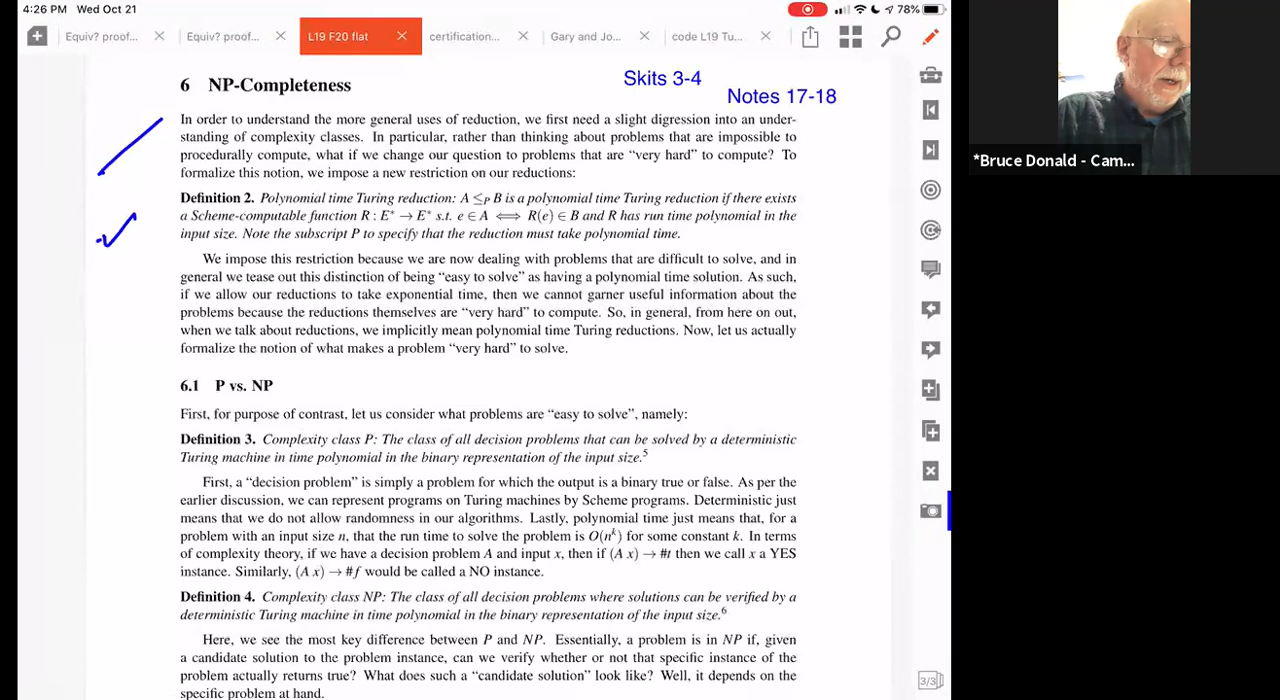 4:26 PM Wed Oct 21
78%
Equiv? proof...
Equiv? proof...
L19 F20 flat
certification...
Gary and Jo...
code L19 Tu...
6 NP-Completeness
Skits 3-4
Notes 17-18
In order to understand the more general uses of reduction, we first need a slight digression into an under-
standing of complexity classes. In particular, rather than thinking about problems that are impossible to
procedurally compute, what if we change our question to problems that are “very hard” to compute? To
formalize this notion, we impose a new restriction on our reductions:
Definition 2. Polynomial time Turing reduction: A ≤P B is a polynomial time Turing reduction if there exists
a Scheme-computable function R : E* → E* s.t. e ∈ A ⟺ R(e) ∈ B and R has run time polynomial in the
input size. Note the subscript P to specify that the reduction must take polynomial time.
We impose this restriction because we are now dealing with problems that are difficult to solve, and in
general we tease out this distinction of being “easy to solve” as having a polynomial time solution. As such,
if we allow our reductions to take exponential time, then we cannot garner useful information about the
problems because the reductions themselves are “very hard” to compute. So, in general, from here on out,
when we talk about reductions, we implicitly mean polynomial time Turing reductions. Now, let us actually
formalize the notion of what makes a problem “very hard” to solve.
6.1 P vs. NP
First, for purpose of contrast, let us consider what problems are “easy to solve”, namely:
Definition 3. Complexity class P: The class of all decision problems that can be solved by a deterministic
Turing machine in time polynomial in the binary representation of the input size.5
First, a “decision problem” is simply a problem for which the output is a binary true or false. As per the
earlier discussion, we can represent programs on Turing machines by Scheme programs. Deterministic just
means that we do not allow randomness in our algorithms. Lastly, polynomial time just means that, for a
problem with an input size n, that the run time to solve the problem is O(n^k) for some constant k. In terms
of complexity theory, if we have a decision problem A and input x, then if (A x) → #t then we call x a YES
instance. Similarly, (A x) → #f would be called a NO instance.
Definition 4. Complexity class NP: The class of all decision problems where solutions can be verified by a
deterministic Turing machine in time polynomial in the binary representation of the input size.6
Here, we see the most key difference between P and NP. Essentially, a problem is in NP if, given
a candidate solution to the problem instance, can we verify whether or not that specific instance of the
problem actually returns true? What does such a “candidate solution” look like? Well, it depends on the
specific problem at hand.
3/3
*Bruce Donald - Cam...